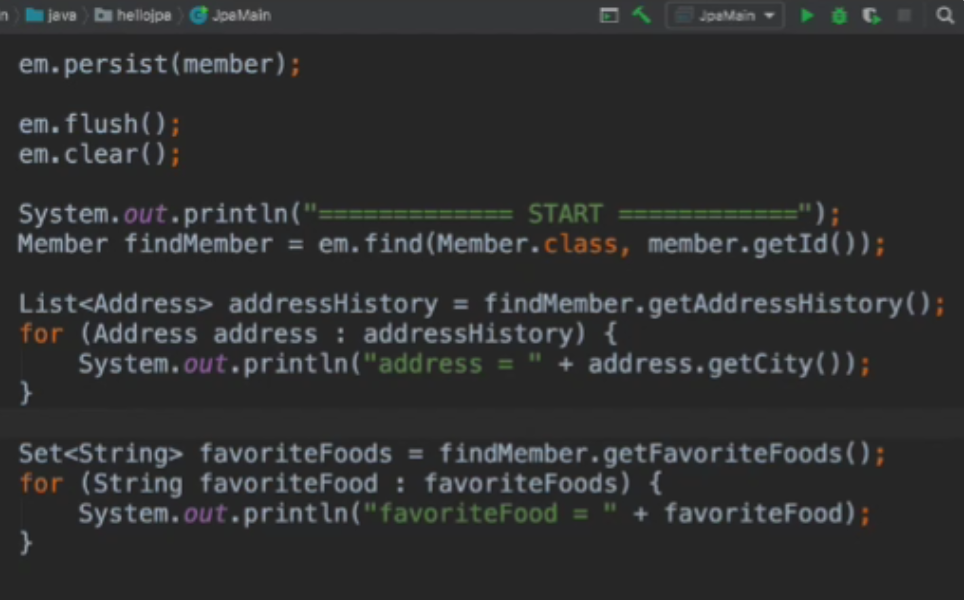 n java hellojpa JpaMain JpaMain
em.persist(member);
em.flush();
em.clear();
System.out.println("============= START ============");
Member findMember = em.find(Member.class, member.getId());
List<Address> addressHistory = findMember.getAddressHistory();
for (Address address : addressHistory) {
    System.out.println("address = " + address.getCity());
}
Set<String> favoriteFoods = findMember.getFavoriteFoods();
for (String favoriteFood : favoriteFoods) {
    System.out.println("favoriteFood = " + favoriteFood);
}